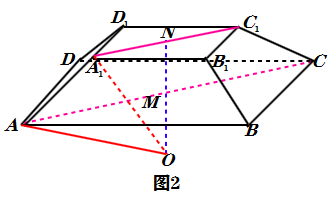 D₁ N C₁
D A₁ B₁ C
M
A B
O
图2